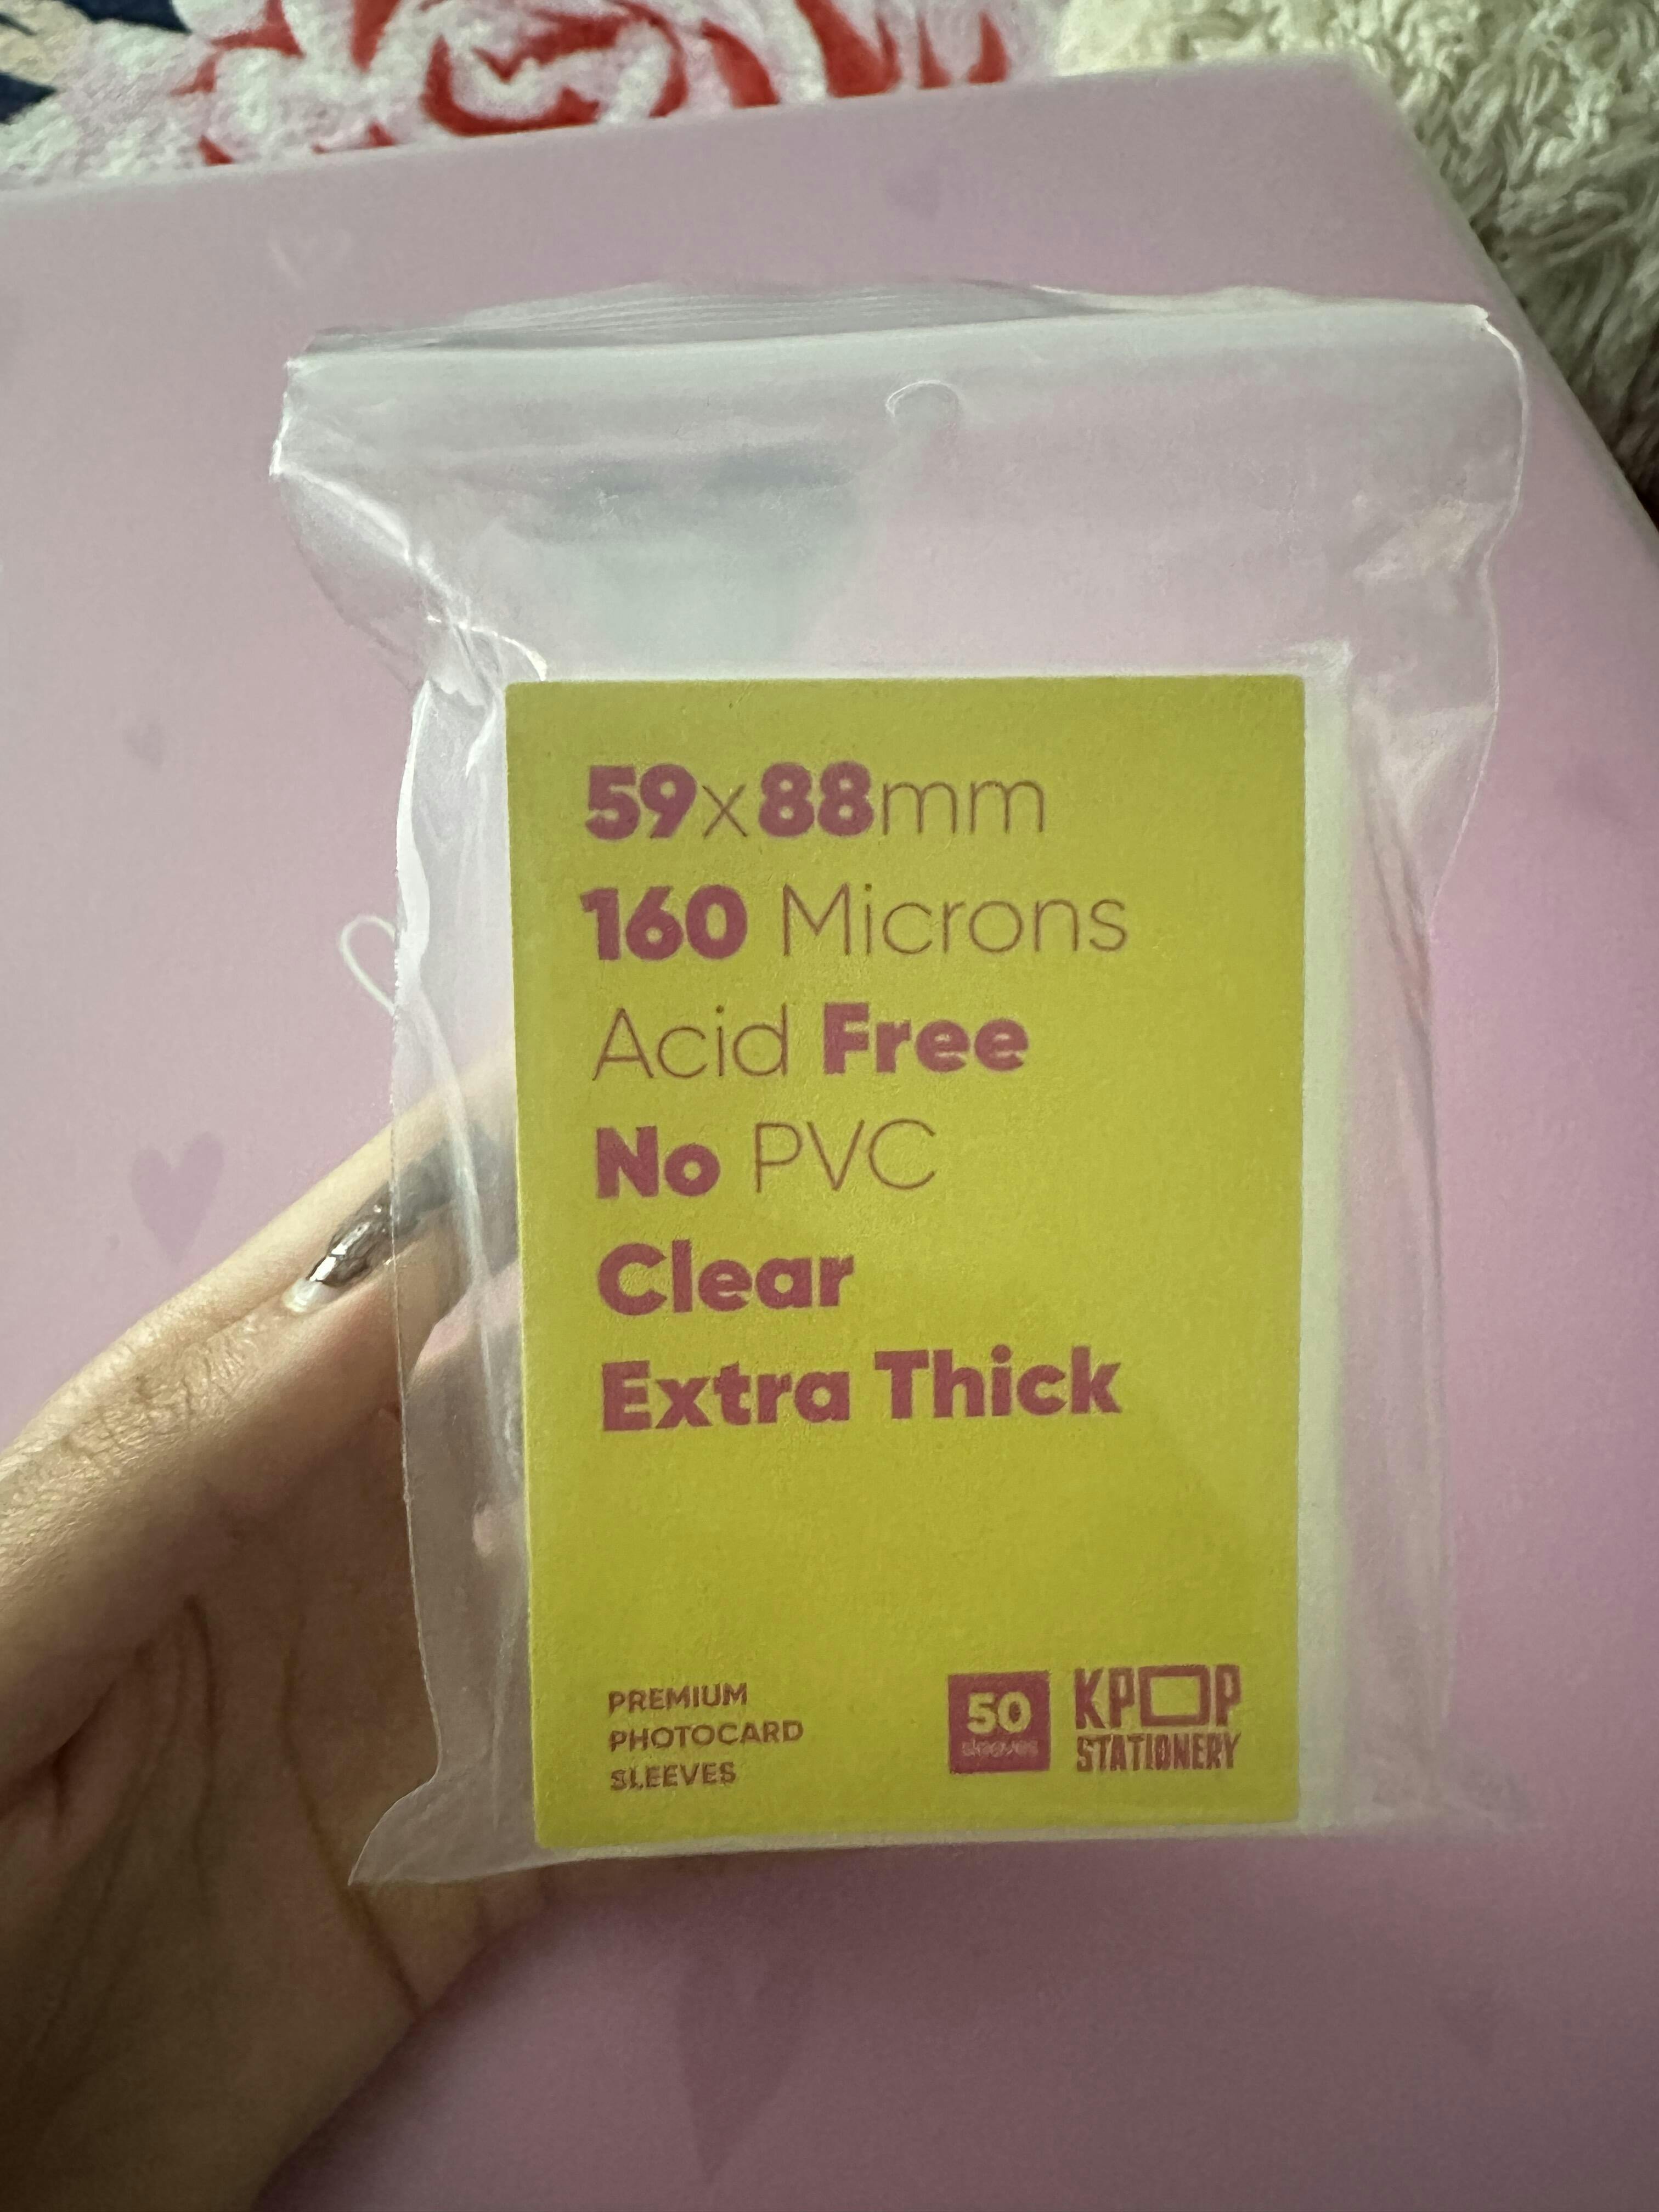 59x88mm
160 Microns
Acid Free
No PVC
Clear
Extra Thick
PREMIUM
PHOTOCARD
SLEEVES
50
sleeves
KPOP
STATIONERY